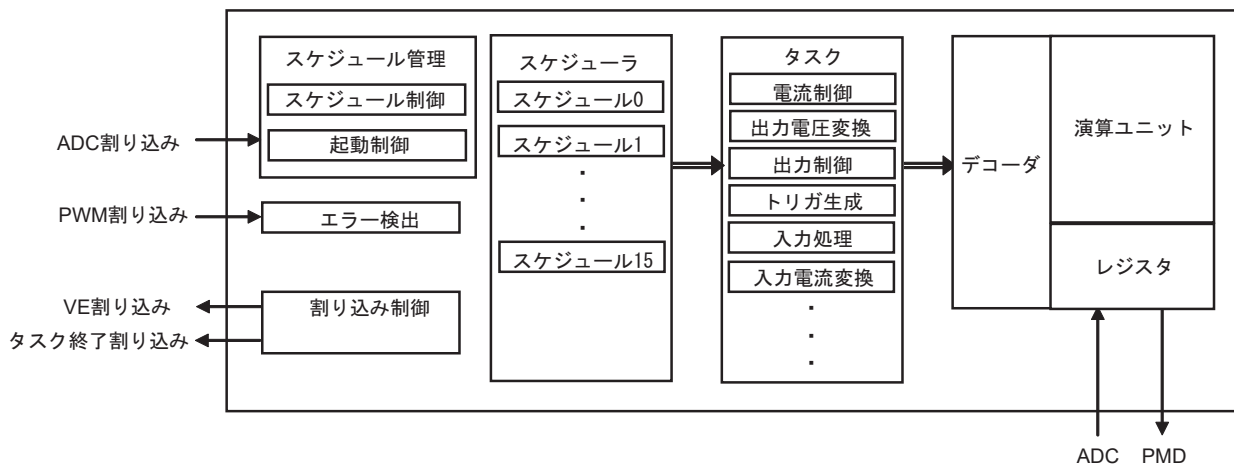 スケジュール管理
スケジュール制御
起動制御
エラー検出
割り込み制御
ADC割り込み
PWM割り込み
VE割り込み
タスク終了割り込み
スケジューラ
スケジュール0
スケジュール1
・
・
・
スケジュール15
タスク
電流制御
出力電圧変換
出力制御
トリガ生成
入力処理
入力電流変換
・
・
・
デコーダ
演算ユニット
レジスタ
ADC
PMD